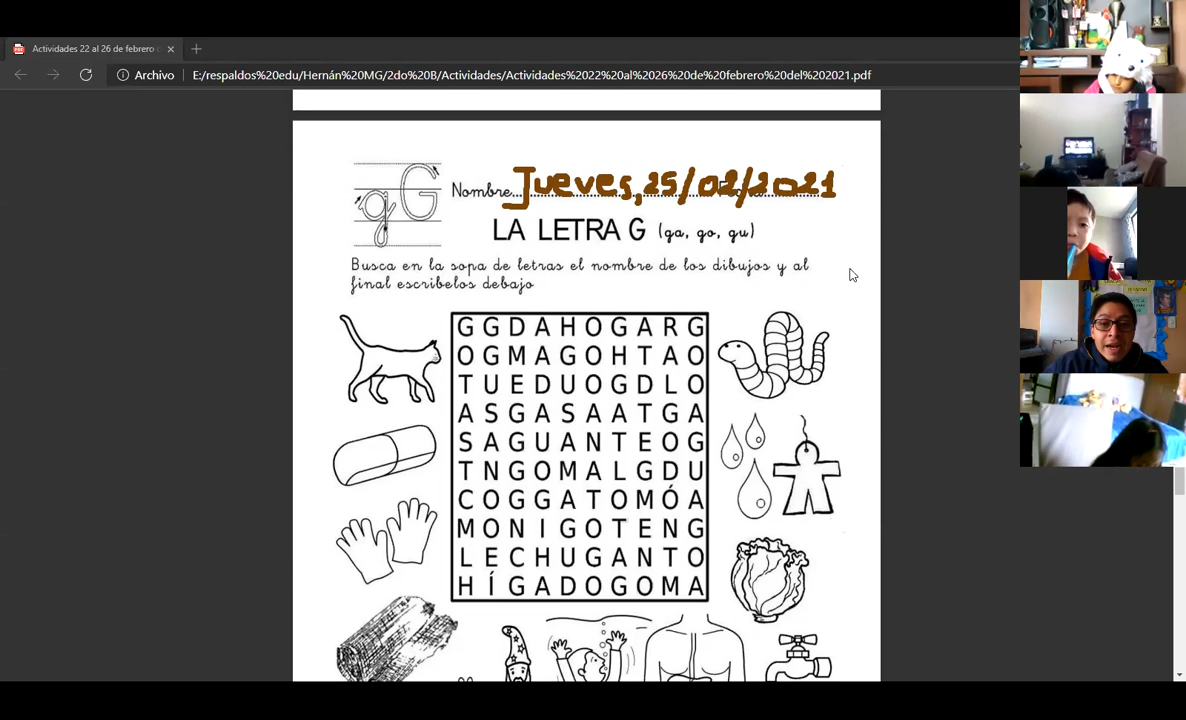 Actividades 22 al 26 de febrero
Archivo E:/respaldos%20edu/Hernán%20MG/2do%20B/Actividades/Actividades%2022%20al%2026%20de%20febrero%20del%202021.pdf
gG Nombre Jueves, 25/02/2021
LA LETRA G (ga, go, gu)
Busca en la sopa de letras el nombre de los dibujos y al
final escribelos debajo
G G D A H O G A R G
O G M A G O H T A O
T U E D U O G D L O
A S G A S A A T G A
S A G U A N T E O G
T N G O M A L G D U
C O G G A T O M Ó A
M O N I G O T E N G
L E C H U G A N T O
H Í G A D O G O M A